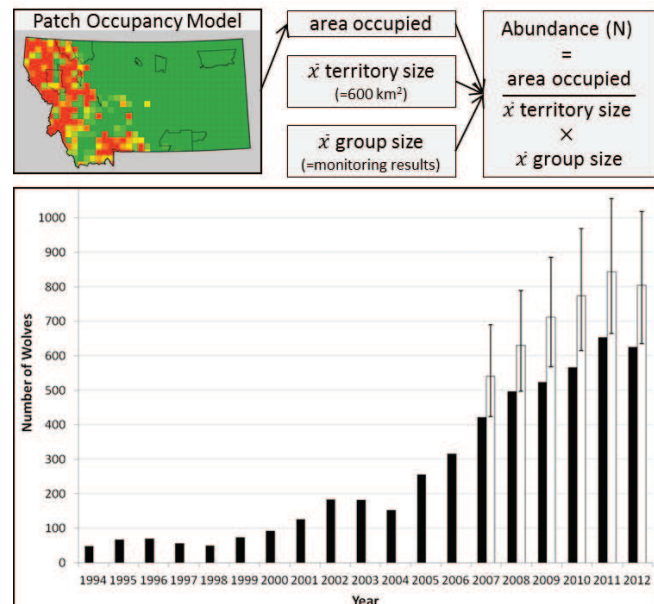 Patch Occupancy Model
area occupied
ẍ territory size
(=600 km²)
ẍ group size
(=monitoring results)
Abundance (N)
=
area occupied
ẍ territory size
×
ẍ group size
1000
900
800
700
600
500
400
300
200
100
0
Number of Wolves
1994 1995 1996 1997 1998 1999 2000 2001 2002 2003 2004 2005 2006 2007 2008 2009 2010 2011 2012
Year